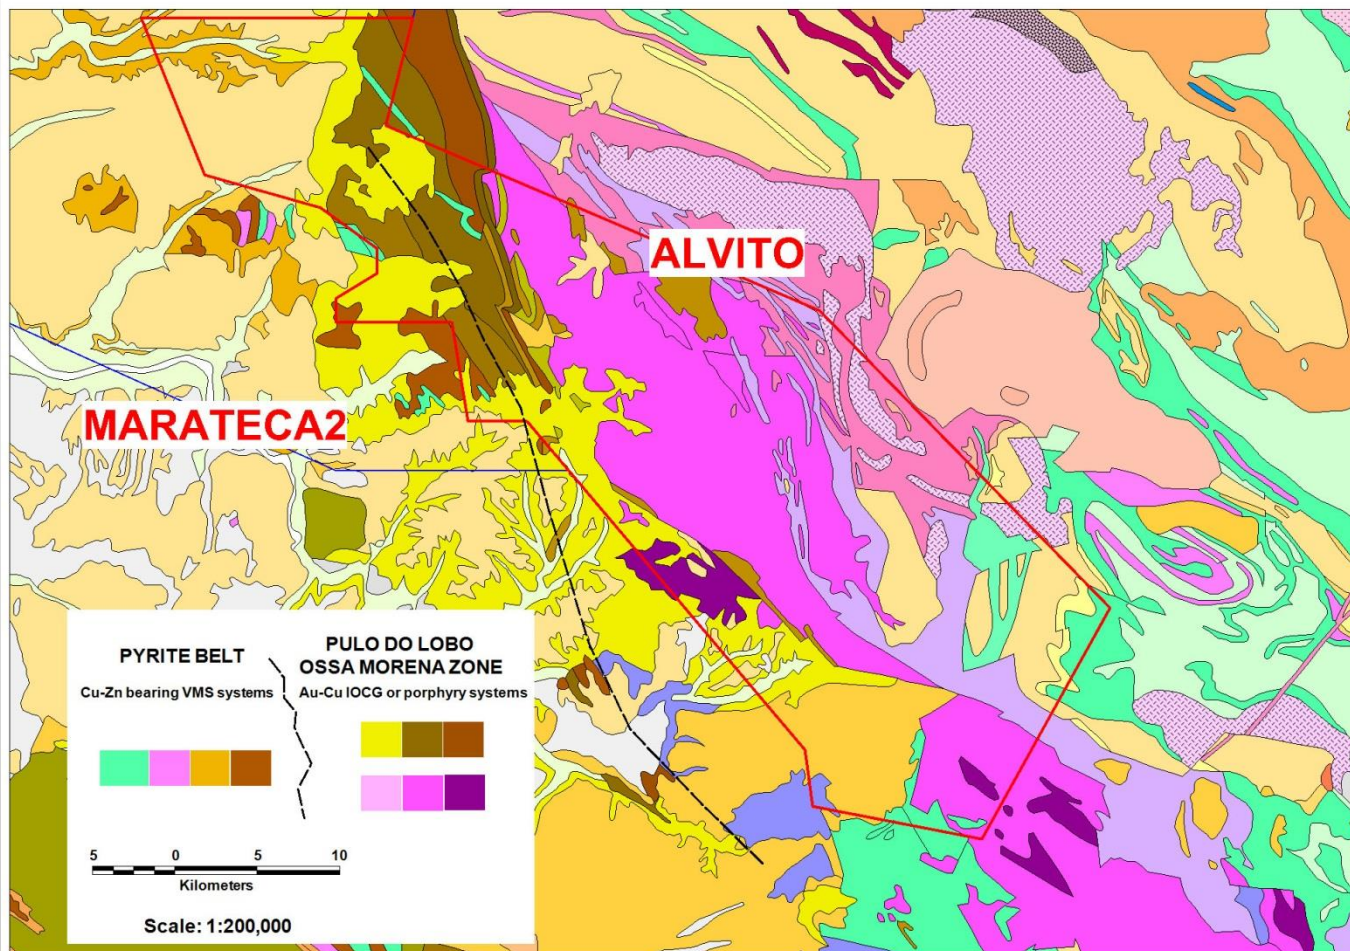 ALVITO
MARATECA2
PYRITE BELT
Cu-Zn bearing VMS systems
PULO DO LOBO
OSSA MORENA ZONE
Au-Cu IOCG or porphyry systems
5 0 5 10
Kilometers
Scale: 1:200,000